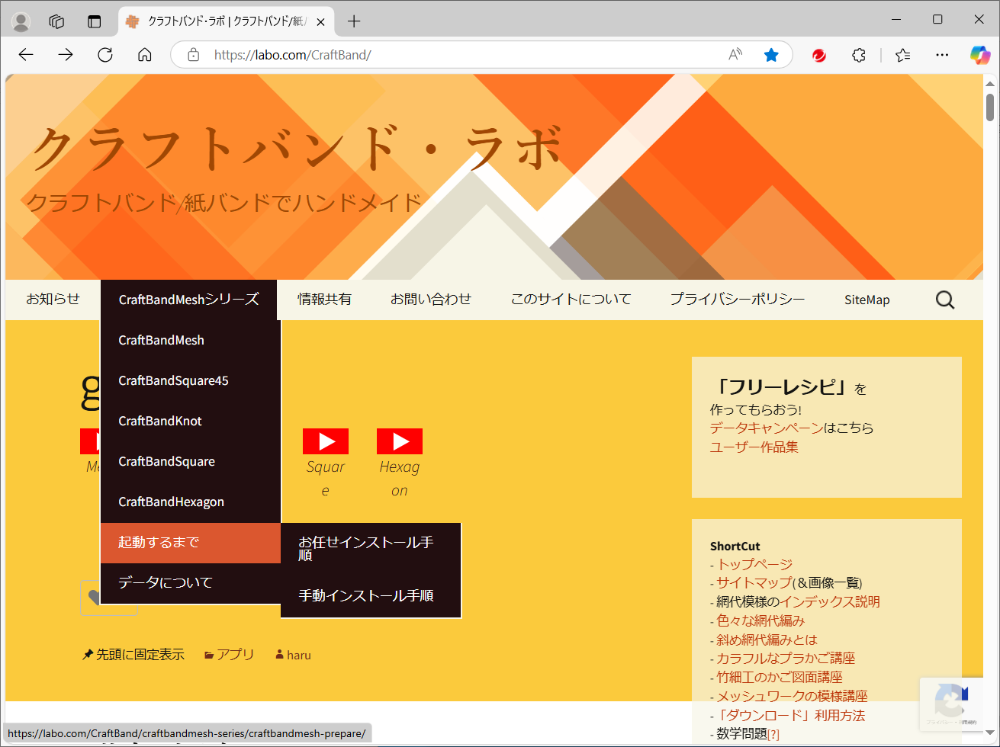 クラフトバンド・ラボ | クラフトバンド/紙
https://labo.com/CraftBand/
クラフトバンド・ラボ
クラフトバンド/紙バンドでハンドメイド
お知らせ
CraftBandMeshシリーズ
情報共有
お問い合わせ
このサイトについて
プライバシーポリシー
SiteMap
CraftBandMesh
CraftBandSquare45
CraftBandKnot
CraftBandSquare
CraftBandHexagon
起動するまで
データについて
お任せインストール手
順
手動インストール手順
g
Squar
e
Hexag
on
先頭に固定表示
アプリ
haru
「フリーレシピ」を
作ってもらおう!
データキャンペーンはこちら
ユーザー作品集
ShortCut
- トップページ
- サイトマップ(＆画像一覧)
- 網代模様のインデックス説明
- 色々な網代編み
- 斜め網代編みとは
- カラフルなプラかご講座
- 竹細工のかご図面講座
- メッシュワークの模様講座
- 「ダウンロード」利用方法
- 数学問題[?]
プライバシー・利用規約
https://labo.com/CraftBand/craftbandmesh-series/craftbandmesh-prepare/